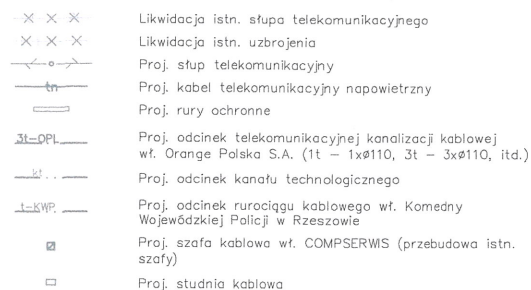 Likwidacja istn. słupa telekomunikacyjnego
Likwidacja istn. uzbrojenia
Proj. słup telekomunikacyjny
tn Proj. kabel telekomunikacyjny napowietrzny
Proj. rury ochronne
3t-OPL Proj. odcinek telekomunikacyjnej kanalizacji kablowej
wł. Orange Polska S.A. (1t – 1xø110, 3t – 3xø110, itd.)
kt Proj. odcinek kanału technologicznego
t-KWP Proj. odcinek rurociągu kablowego wł. Komedny
Wojewódzkiej Policji w Rzeszowie
Proj. szafa kablowa wł. COMPSERWIS (przebudowa istn.
szafy)
Proj. studnia kablowa